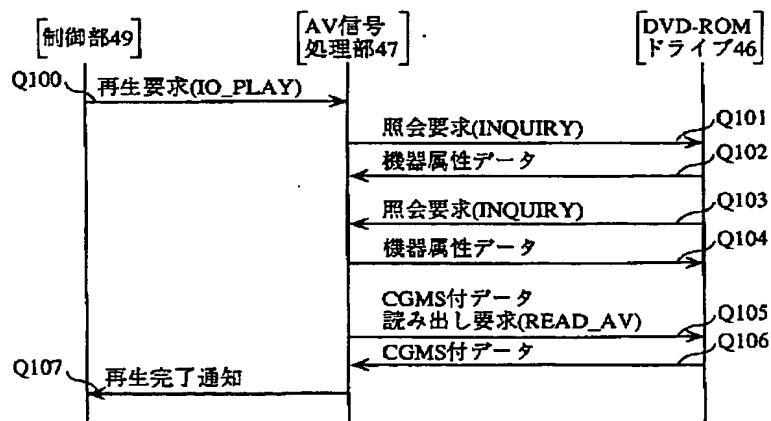 [制御部49]
[AV信号
処理部47]
[DVD-ROM
ドライブ46]
Q100
再生要求(IO_PLAY)
照会要求(INQUIRY)
Q101
機器属性データ
Q102
照会要求(INQUIRY)
Q103
機器属性データ
Q104
CGMS付データ
読み出し要求(READ_AV)
Q105
CGMS付データ
Q106
Q107
再生完了通知